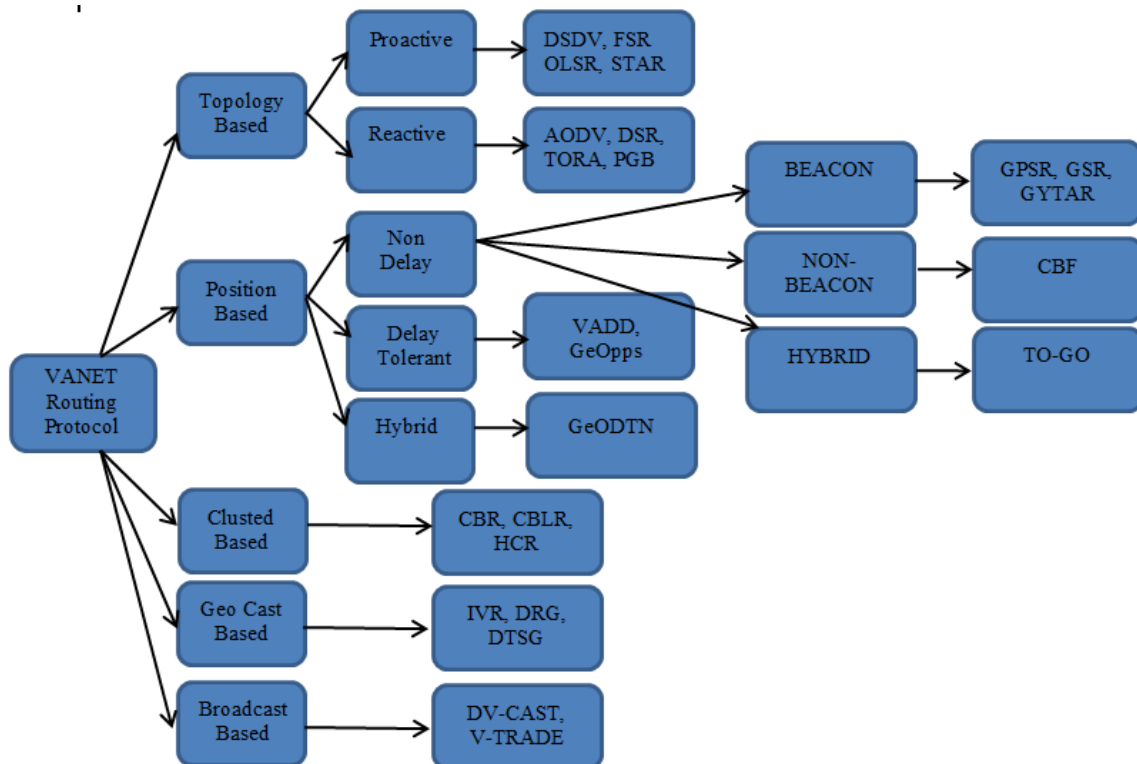 Proactive
DSDV, FSR
OLSR, STAR
Topology
Based
Reactive
AODV, DSR,
TORA, PGB
BEACON
GPSR, GSR,
GYTAR
Non
Delay
NON-
BEACON
CBF
Position
Based
Delay
Tolerant
VADD,
GeOpps
HYBRID
TO-GO
VANET
Routing
Protocol
Hybrid
GeODTN
Clusted
Based
CBR, CBLR,
HCR
Geo Cast
Based
IVR, DRG,
DTSG
Broadcast
Based
DV-CAST,
V-TRADE